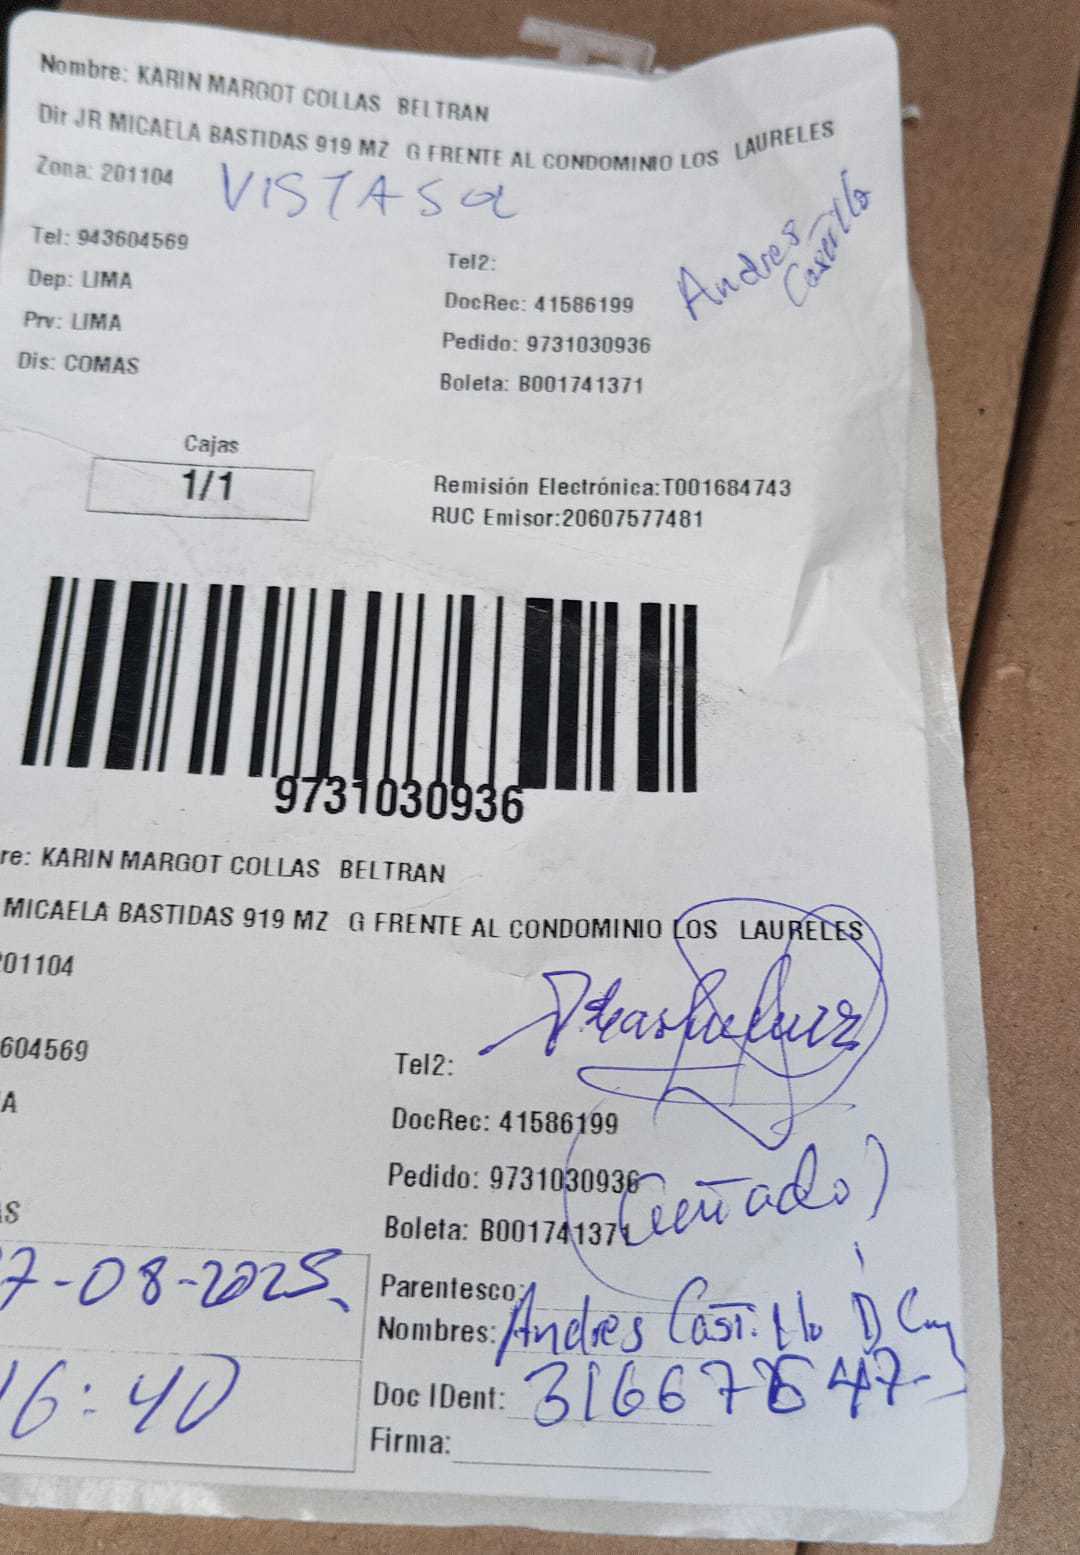 Nombre: KARIN MARGOT COLLAS BELTRAN
Dir JR MICAELA BASTIDAS 919 MZ G FRENTE AL CONDOMINIO LOS LAURELES
Zona: 201104 VISTASol
Andres
Castillo
Tel: 943604569
Tel2:
Dep: LIMA
DocRec: 41586199
Prv: LIMA
Pedido: 9731030936
Dis: COMAS
Boleta: B001741371
Cajas
1/1
Remisión Electrónica:T001684743
RUC Emisor:20607577481
9731030936
re: KARIN MARGOT COLLAS BELTRAN
MICAELA BASTIDAS 919 MZ G FRENTE AL CONDOMINIO LOS LAURELES
201104
604569
Tel2:
A
DocRec: 41586199
Pedido: 9731030936
(Cuñado)
AS
Boleta: B001741371
7-08-2025
Parentesco:
Nombres: Andres Castillo D
16:40
Doc IDent:
Firma: